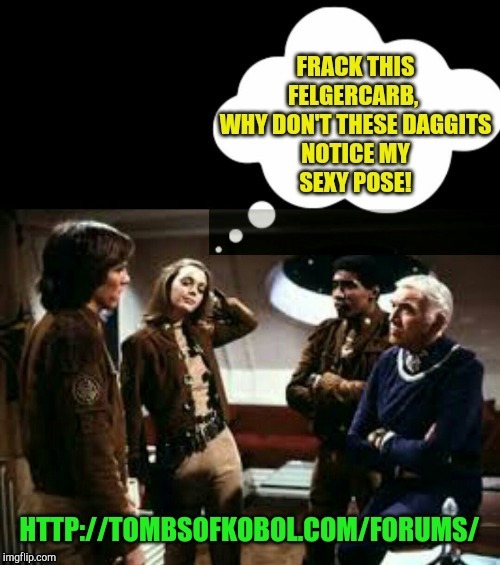 FRACK THIS
FELGERCARB,
WHY DON'T THESE DAGGITS
NOTICE MY
SEXY POSE!
HTTP://TOMBSOFKOBOL.COM/FORUMS/
imgflip.com